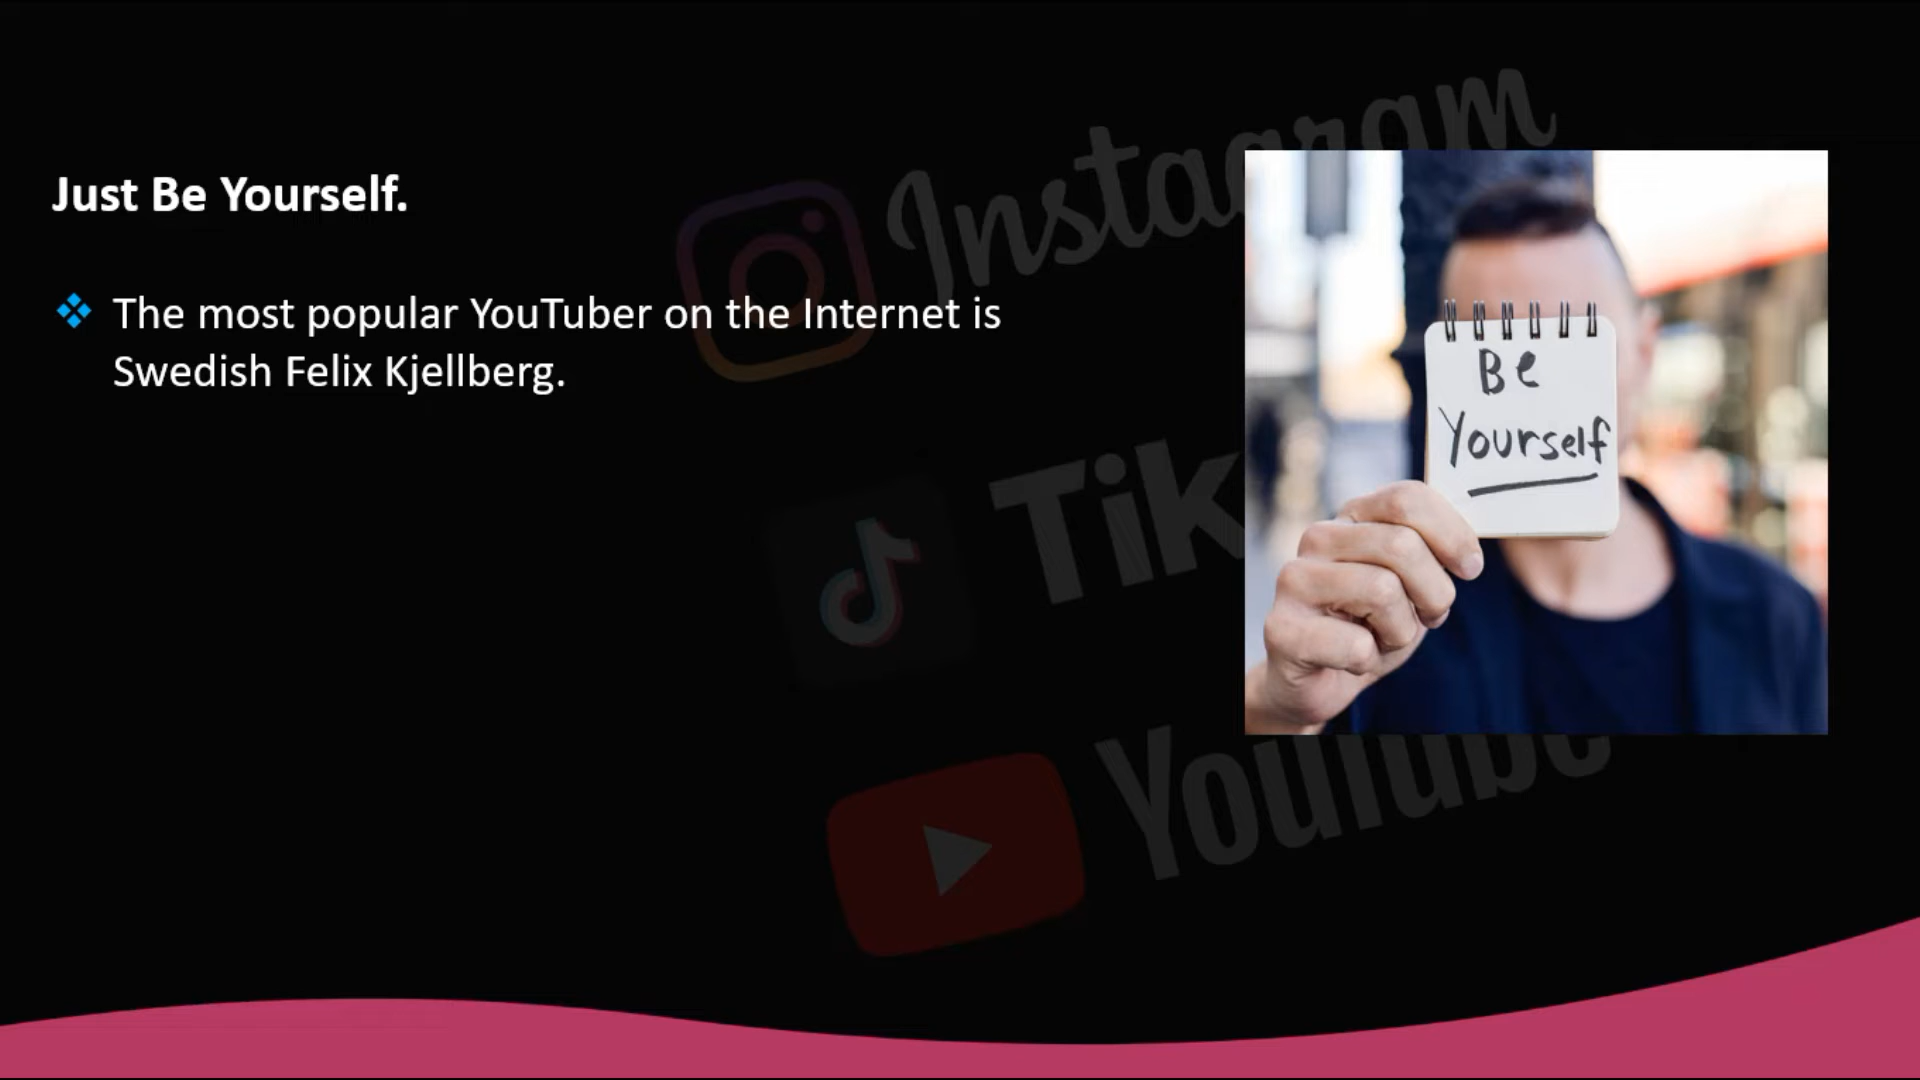 Just Be Yourself.
The most popular YouTuber on the Internet is
Swedish Felix Kjellberg.
Instagram
Be
Yourself
Tik
YouTube